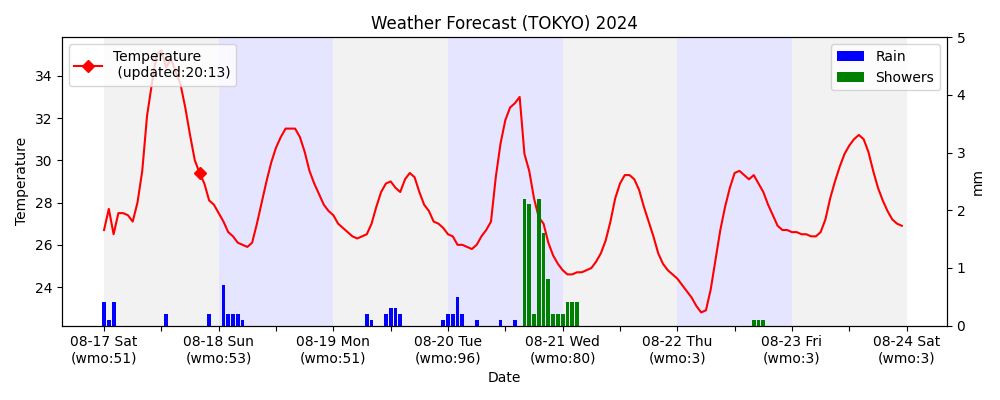 Weather Forecast (TOKYO) 2024
Temperature
(updated:20:13)
Rain
Showers
Temperature
34
32
30
28
26
24
5
4
3
2
1
0
mm
08-17 Sat 08-18 Sun 08-19 Mon 08-20 Tue 08-21 Wed 08-22 Thu 08-23 Fri 08-24 Sat
(wmo:51) (wmo:53) (wmo:51) (wmo:96) (wmo:80) (wmo:3) (wmo:3) (wmo:3)
Date